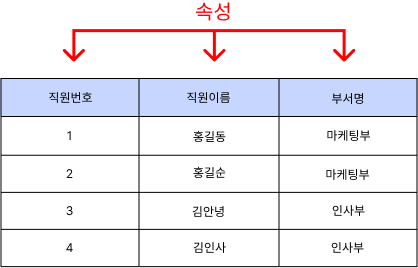 속성
직원번호 직원이름 부서명
1 홍길동 마케팅부
2 홍길순 마케팅부
3 김안녕 인사부
4 김인사 인사부